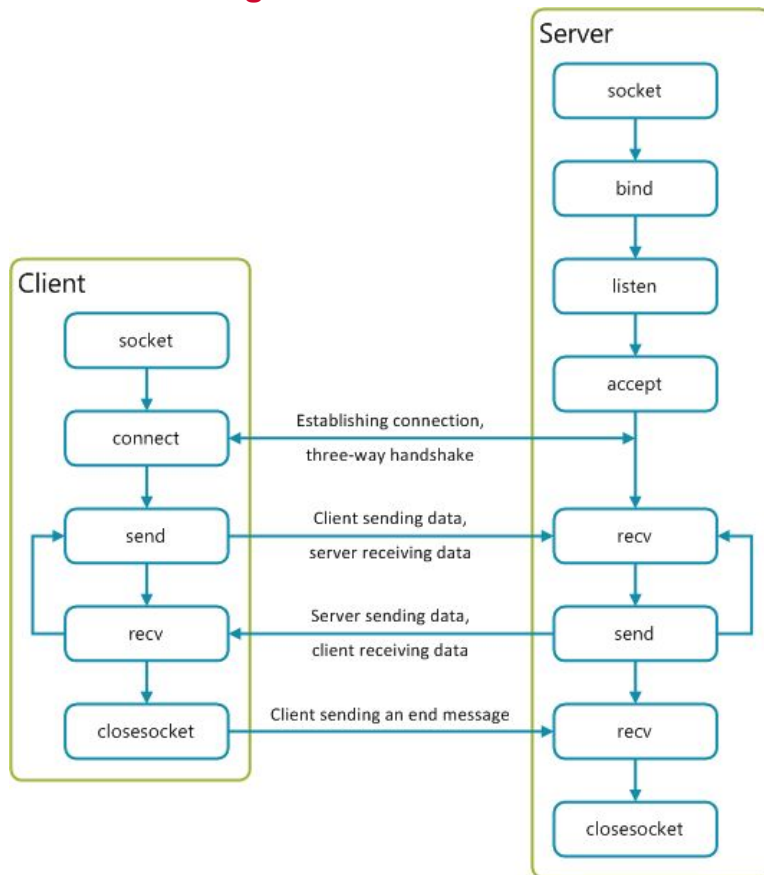 Server
socket
bind
listen
accept
Client
socket
connect
Establishing connection,
three-way handshake
send
Client sending data,
server receiving data
recv
recv
Server sending data,
client receiving data
send
closesocket
Client sending an end message
recv
closesocket